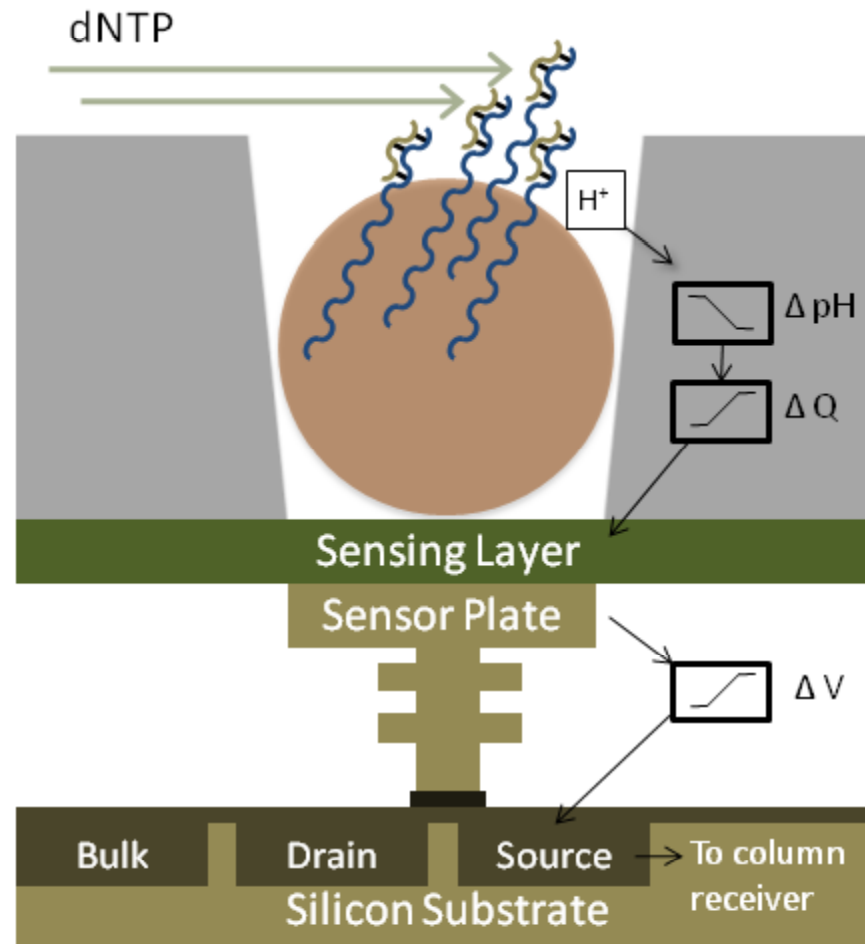 dNTP
H⁺
Δ pH
Δ Q
Sensing Layer
Sensor Plate
Δ V
Bulk
Drain
Source
To column
receiver
Silicon Substrate